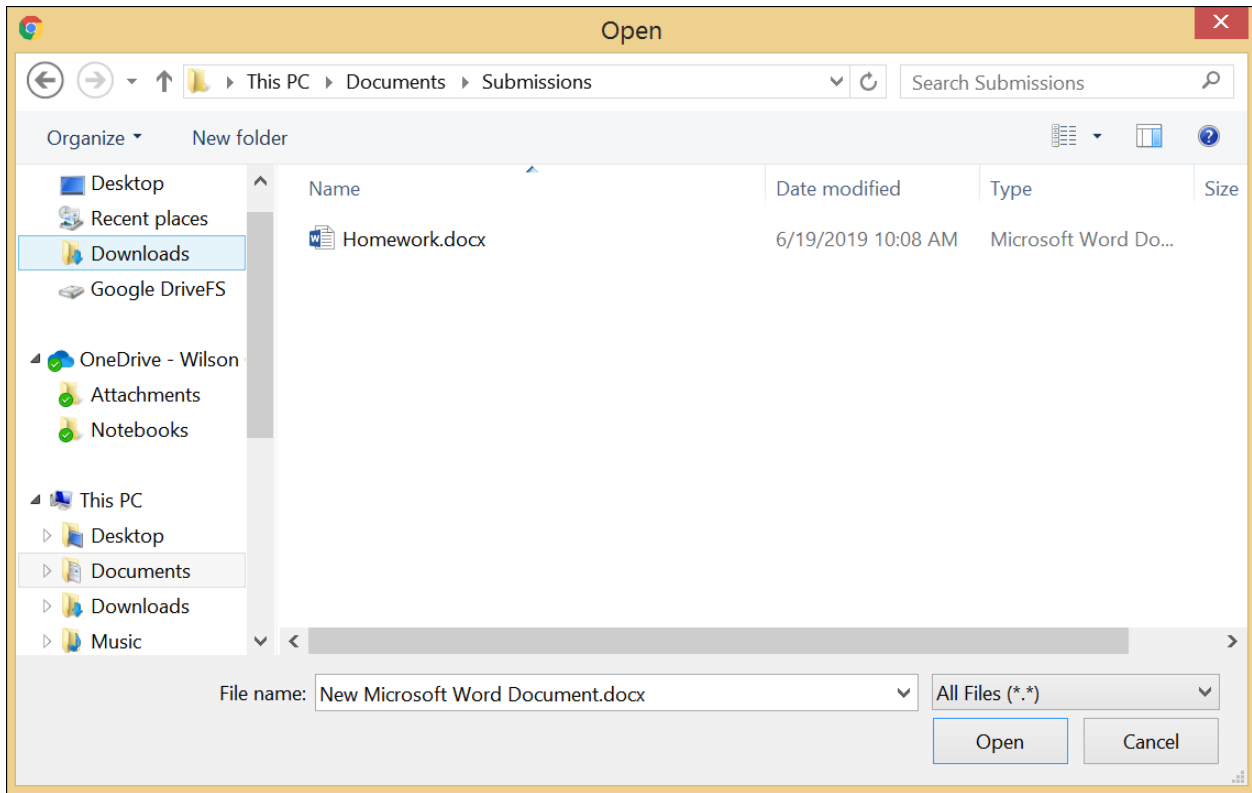 Open
This PC Documents Submissions Search Submissions
Organize New folder
Desktop
Recent places
Downloads
Google DriveFS
OneDrive - Wilson
Attachments
Notebooks
This PC
Desktop
Documents
Downloads
Music
Name Date modified Type Size
Homework.docx 6/19/2019 10:08 AM Microsoft Word Do...
File name: New Microsoft Word Document.docx All Files (*.*)
Open Cancel